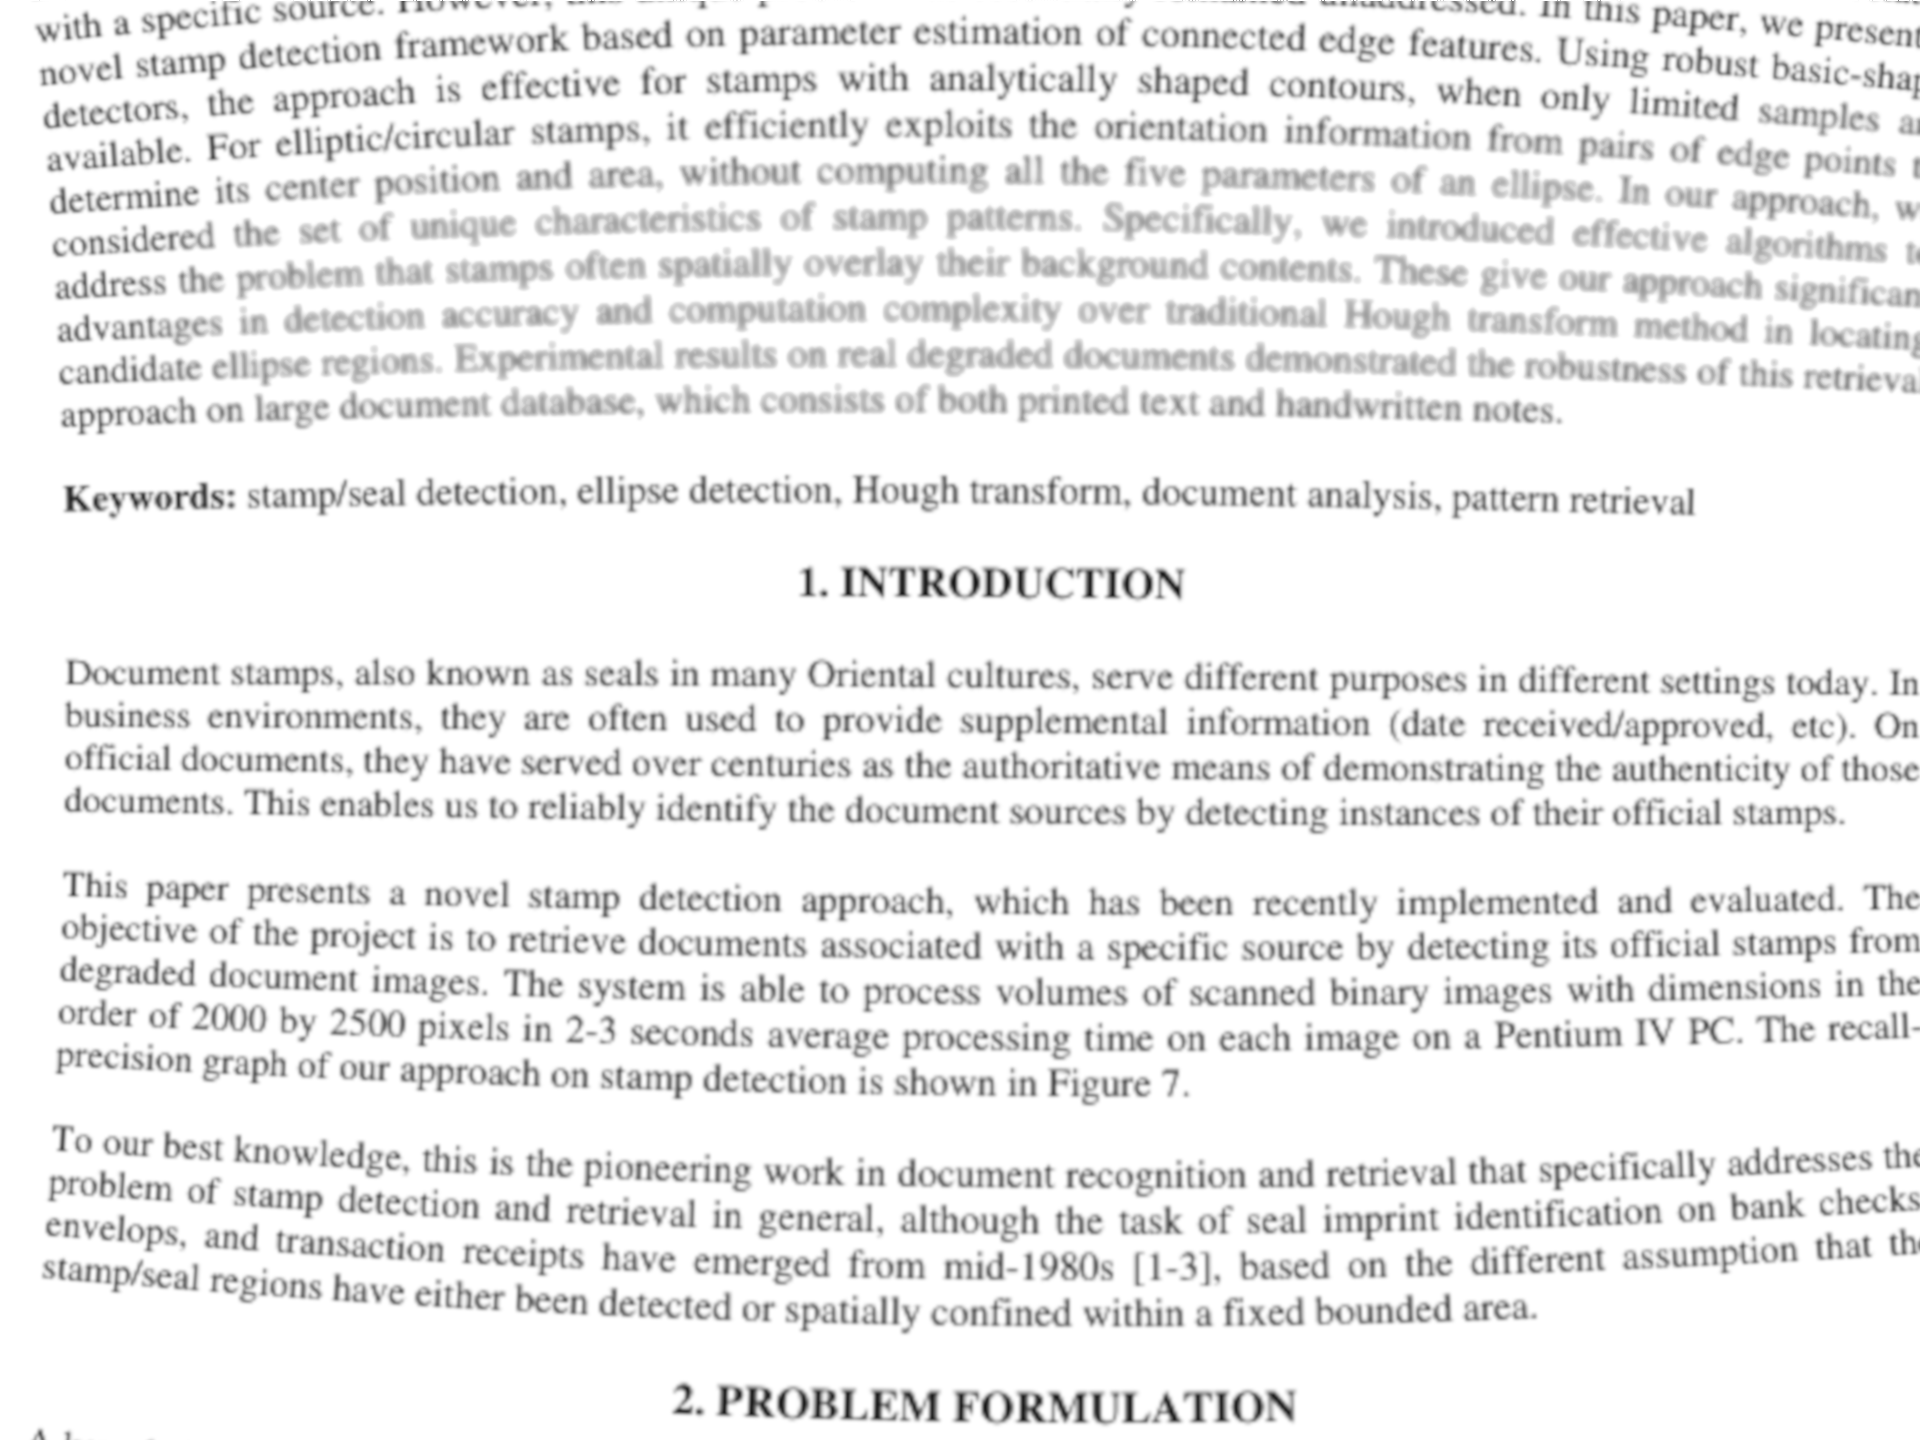 with a specific source. However, In this paper, we present
novel stamp detection framework based on parameter estimation of connected edge features. Using robust basic-shap
detectors, the approach is effective for stamps with analytically shaped contours, when only limited samples ar
available. For elliptic/circular stamps, it efficiently exploits the orientation information from pairs of edge points t
determine its center position and area, without computing all the five parameters of an ellipse. In our approach, w
considered the set of unique characteristics of stamp patterns. Specifically, we introduced effective algorithms to
address the problem that stamps often spatially overlay their background contents. These give our approach significan
advantages in detection accuracy and computation complexity over traditional Hough transform method in locating
candidate ellipse regions. Experimental results on real degraded documents demonstrated the robustness of this retrieval
approach on large document database, which consists of both printed text and handwritten notes.
Keywords: stamp/seal detection, ellipse detection, Hough transform, document analysis, pattern retrieval
1. INTRODUCTION
Document stamps, also known as seals in many Oriental cultures, serve different purposes in different settings today. In
business environments, they are often used to provide supplemental information (date received/approved, etc). On
official documents, they have served over centuries as the authoritative means of demonstrating the authenticity of those
documents. This enables us to reliably identify the document sources by detecting instances of their official stamps.
This paper presents a novel stamp detection approach, which has been recently implemented and evaluated. The
objective of the project is to retrieve documents associated with a specific source by detecting its official stamps from
degraded document images. The system is able to process volumes of scanned binary images with dimensions in the
order of 2000 by 2500 pixels in 2-3 seconds average processing time on each image on a Pentium IV PC. The recall-
precision graph of our approach on stamp detection is shown in Figure 7.
To our best knowledge, this is the pioneering work in document recognition and retrieval that specifically addresses the
problem of stamp detection and retrieval in general, although the task of seal imprint identification on bank checks
envelops, and transaction receipts have emerged from mid-1980s [1-3], based on the different assumption that the
stamp/seal regions have either been detected or spatially confined within a fixed bounded area.
2. PROBLEM FORMULATION